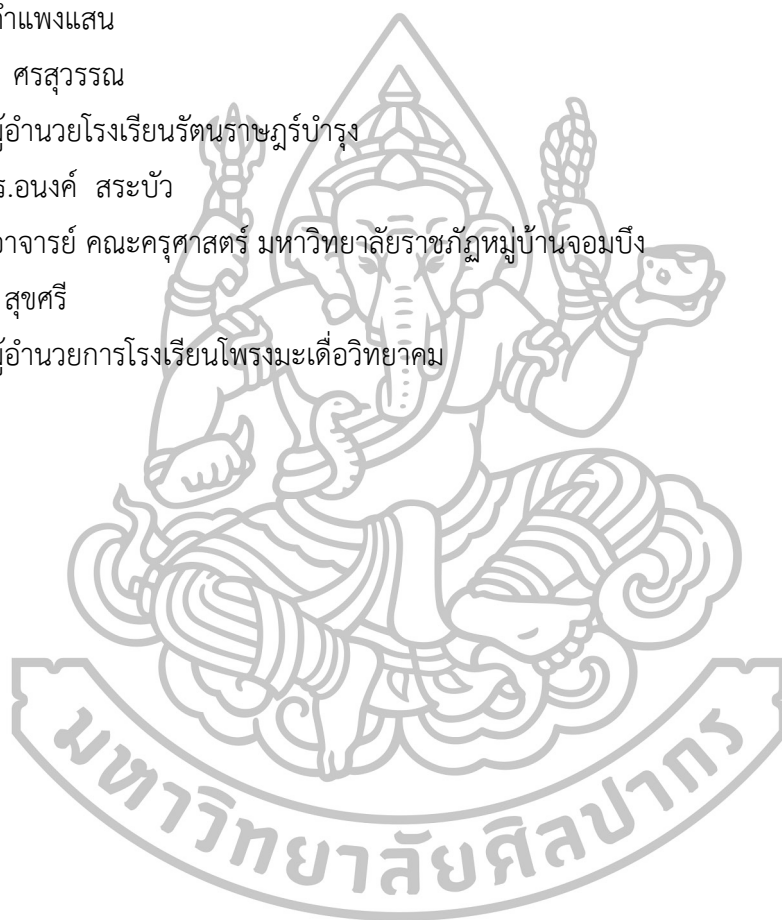 กำแพงแสน
ศรสุวรรณ
ผู้อำนวยโรงเรียนรัตนราษฎร์บำรุง
ร.อนงค์ สระบัว
อาจารย์ คณะครุศาสตร์ มหาวิทยาลัยราชภัฏหมู่บ้านจอมบึง
สุขศรี
ผู้อำนวยการโรงเรียนโพรงมะเดื่อวิทยาคม
มหาวิทยาลัยศิลปากร